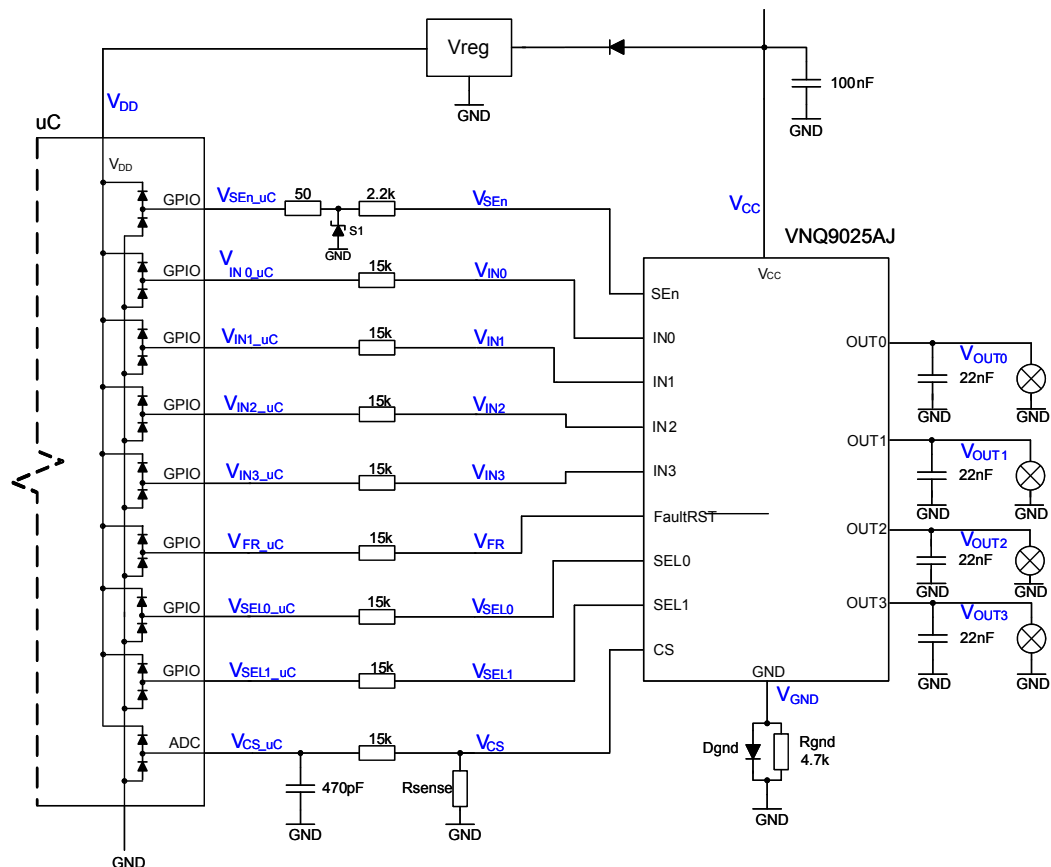 Vreg
GND
100nF
GND
VDD
uC
VDD
GPIO
VSEn_uC
50
2.2k
VSEn
S1
GND
VCC
VNQ9025AJ
VCC
GPIO
VIN 0_uC
15k
VIN0
SEn
IN0
GPIO
VIN1_uC
15k
VIN1
IN1
OUT0
VOUT0
22nF
GND
GND
GPIO
VIN2_uC
15k
VIN2
IN2
OUT1
VOUT1
22nF
GND
GND
GPIO
VIN3_uC
15k
VIN3
IN3
GPIO
VFR_uC
15k
VFR
FaultRST
OUT2
VOUT2
22nF
GND
GND
GPIO
VSEL0_uC
15k
VSEL0
SEL0
OUT3
VOUT3
22nF
GND
GND
GPIO
VSEL1_uC
15k
VSEL1
SEL1
CS
GND
VGND
ADC
VCS_uC
15k
VCS
470pF
GND
Rsense
GND
Dgnd
Rgnd
4.7k
GND
GND